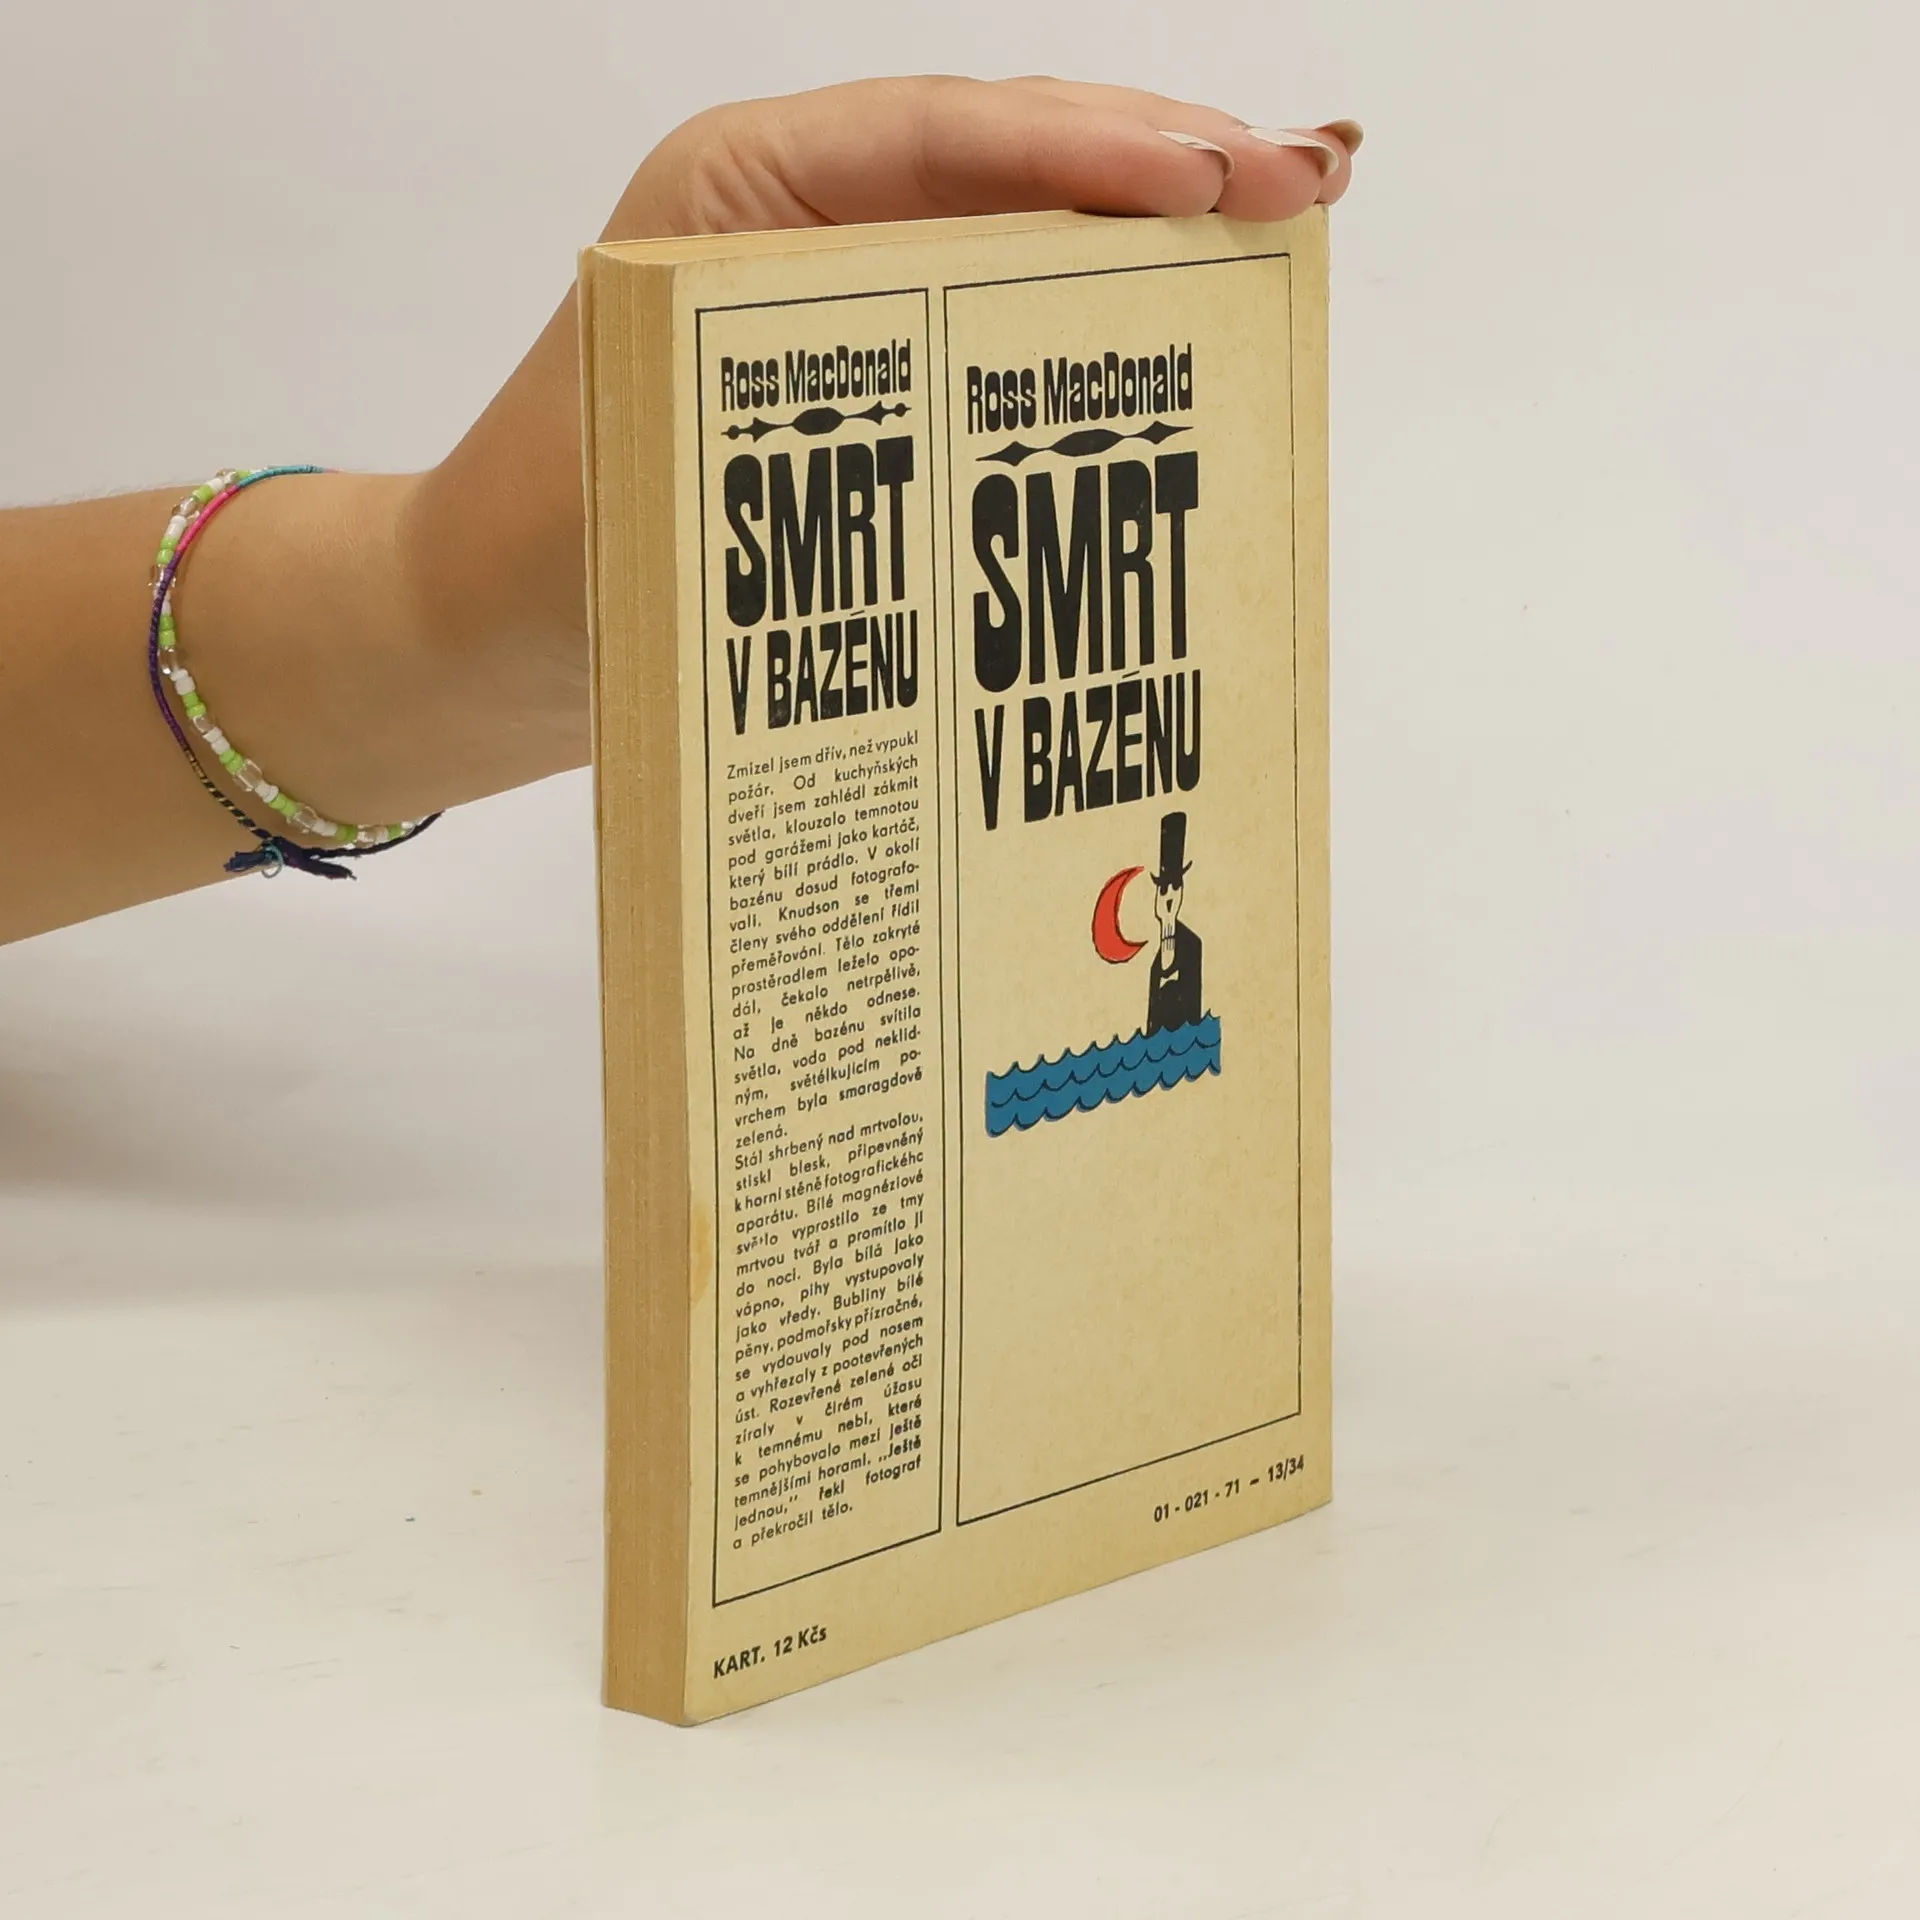 Ross MacDonald
SMRT
V BAZÉNU
Zmizel jsem dřív, než vypukl
požár. Od kuchyňských
dveří jsem zahlédl zákmit
světla, klouzalo temnotou
pod garážemi jako kartáč,
který bílí prádlo. V okolí
bazénu dosud fotografo-
vali. Knudson se třemi
členy svého oddělení řídil
přeměřování. Tělo zakryté
prostěradlem leželo opo-
dál, čekalo netrpělivě,
až je někdo odnese.
Na dně bazénu svítila
světla, voda pod neklid-
ným, světélkujícím po-
vrchem byla smaragdově
zelená.
Stál shrbený nad mrtvolou,
stiskl blesk, připevněný
k horní stěně fotografického
aparátu. Bílé magnéziové
světlo vyprostilo ze tmy
mrtvou tvář a promítlo ji
do noci. Byla bílá jako
vápno, pihy vystupovaly
jako vředy. Bubliny bílé
pěny, podmořsky přízračné,
se vydouvaly pod nosem
a vyhřezaly z pootevřených
úst. Rozevřené zelené oči
zíraly v čirém úžasu
k temnému nebi, které
se pohybovalo mezi ještě
temnějšími horami. „Ještě
jednou,“ řekl fotograf
a překročil tělo.
KART. 12 Kčs
Ross MacDonald
SMRT
V BAZÉNU
01 - 021 - 71 – 13/34